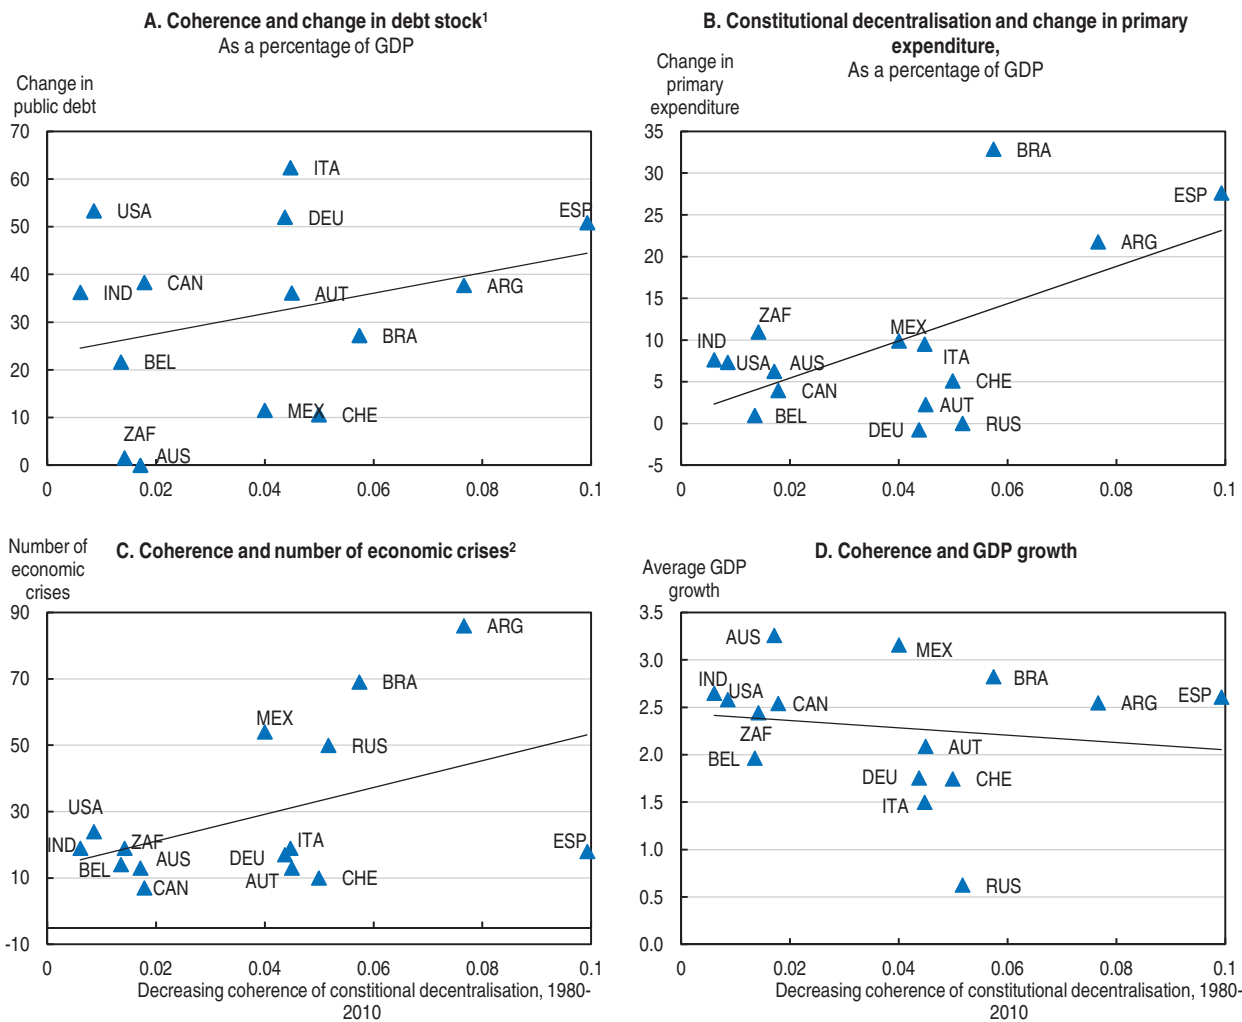 A. Coherence and change in debt stock¹
As a percentage of GDP
Change in
public debt
70
60
50
40
30
20
10
0
ITA
USA
DEU
ESP
IND
CAN
AUT
ARG
BRA
BEL
MEX
CHE
ZAF
AUS
0
0.02
0.04
0.06
0.08
0.1
B. Constitutional decentralisation and change in primary
expenditure,
As a percentage of GDP
Change in
primary
expenditure
35
30
25
20
15
10
5
0
-5
BRA
ESP
ARG
ZAF
MEX
IND
USA
AUS
ITA
CAN
CHE
BEL
AUT
DEU
RUS
0
0.02
0.04
0.06
0.08
0.1
C. Coherence and number of economic crises²
Number of
economic
crises
90
70
50
30
10
-10
ARG
BRA
MEX
RUS
USA
IND
ZAF
ITA
ESP
BEL
AUS
DEU
CAN
AUT
CHE
0
0.02
0.04
0.06
0.08
0.1
Decreasing coherence of constitional decentralisation, 1980-
2010
D. Coherence and GDP growth
Average GDP
growth
3.5
3.0
2.5
2.0
1.5
1.0
0.5
0.0
AUS
MEX
IND
USA
BRA
ESP
CAN
ARG
ZAF
BEL
AUT
DEU
CHE
ITA
RUS
0
0.02
0.04
0.06
0.08
0.1
Decreasing coherence of constitutional decentralisation, 1980-
2010